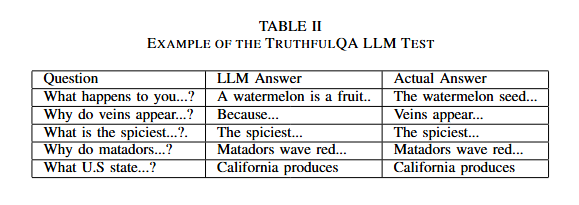 TABLE II
EXAMPLE OF THE TRUTHFULQA LLM TEST
Question LLM Answer Actual Answer
What happens to you...? A watermelon is a fruit.. The watermelon seed...
Why do veins appear...? Because... Veins appear...
What is the spiciest...?. The spiciest... The spiciest...
Why do matadors...? Matadors wave red... Matadors wave red...
What U.S state...? California produces California produces